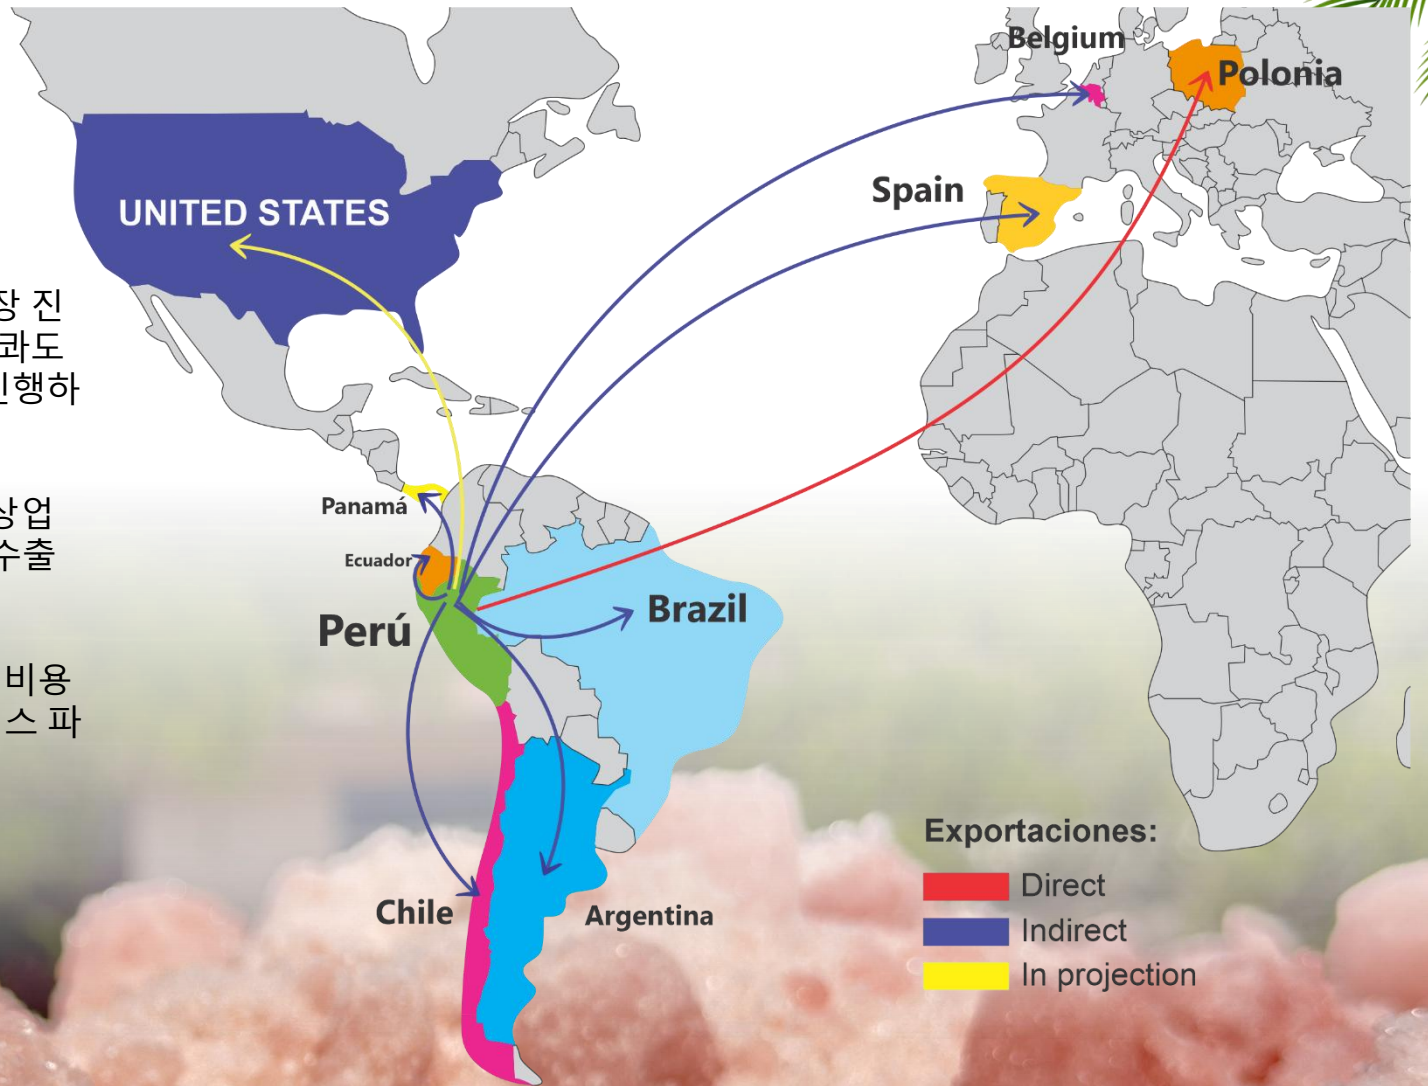 Belgium
Polonia
Spain
UNITED STATES
장 진
과도
진행하
상업
수출
비용
스 파
Panamá
Ecuador
Perú
Brazil
Chile
Argentina
Exportaciones:
Direct
Indirect
In projection